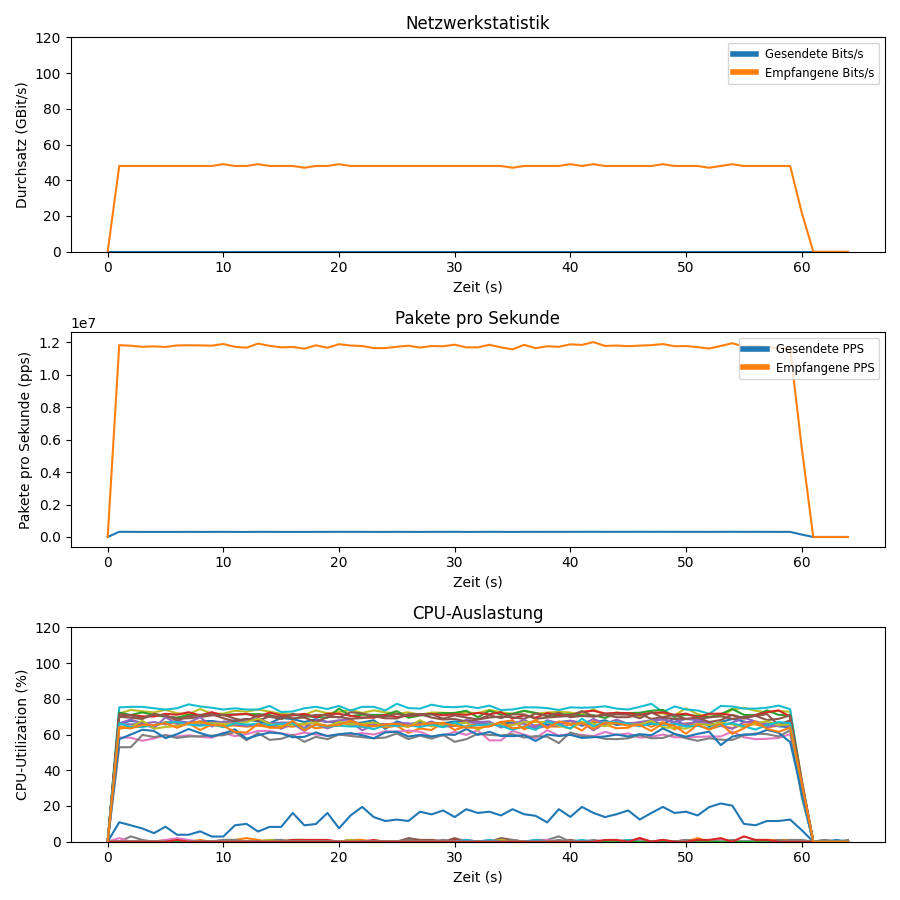 Netzwerkstatistik
Durchsatz (GBit/s)
120
100
80
60
40
20
0
Gesendete Bits/s
Empfangene Bits/s
0 10 20 30 40 50 60
Zeit (s)
Pakete pro Sekunde
1e7
Pakete pro Sekunde (pps)
1.2
1.0
0.8
0.6
0.4
0.2
0.0
Gesendete PPS
Empfangene PPS
0 10 20 30 40 50 60
Zeit (s)
CPU-Auslastung
CPU-Utilization (%)
120
100
80
60
40
20
0
0 10 20 30 40 50 60
Zeit (s)